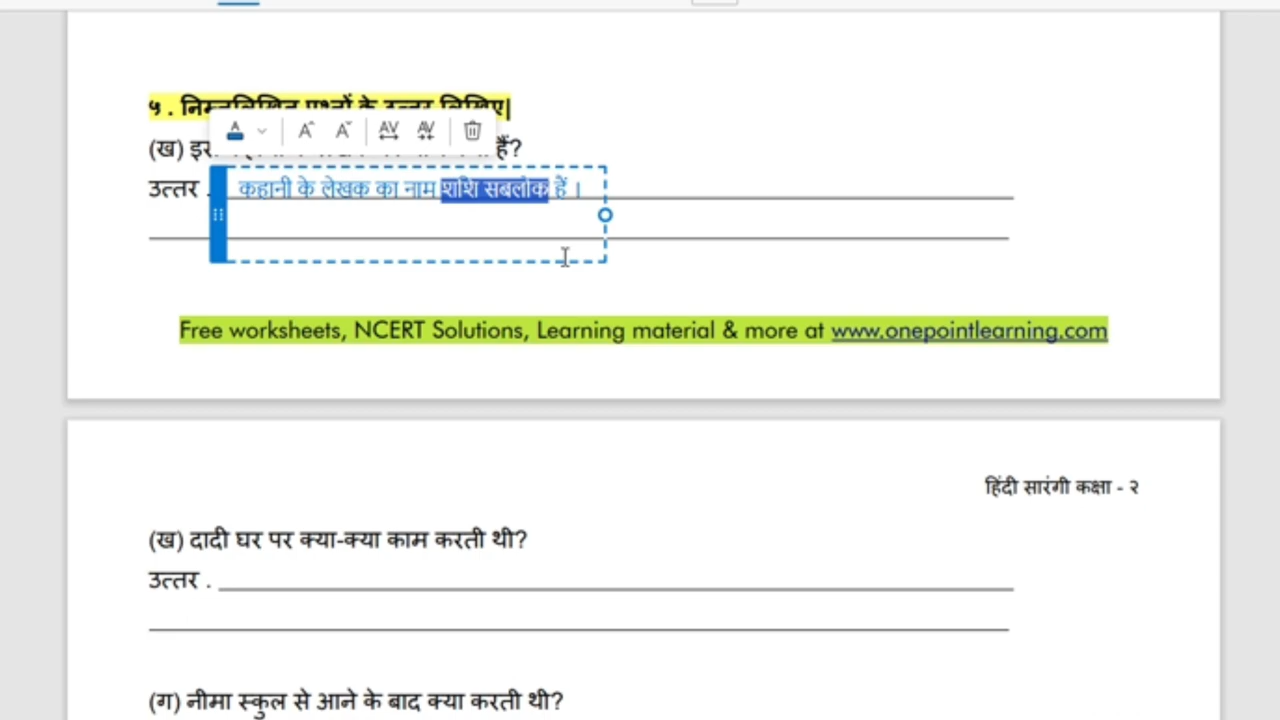 ५ . निम्नलिखित प्रश्नों के उत्तर लिखिए|
(ख) हैं?
उत्तर . कहानी के लेखक का नाम शशि सबलोक हैं ।
Free worksheets, NCERT Solutions, Learning material & more at www.onepointlearning.com
हिंदी सारंगी कक्षा - २
(ख) दादी घर पर क्या-क्या काम करती थी?
उत्तर .
(ग) नीमा स्कुल से आने के बाद क्या करती थी?